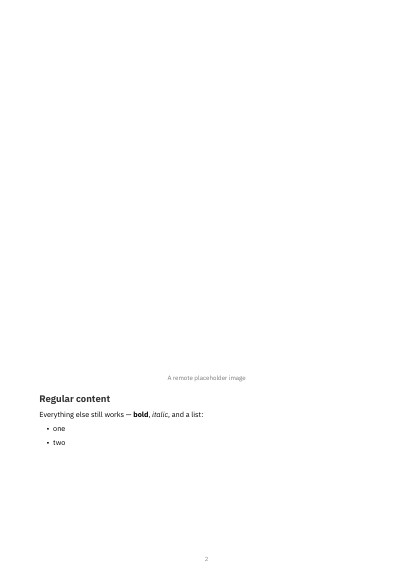 A remote placeholder image
Regular content
Everything else still works — bold, italic, and a list:
• one
• two
2